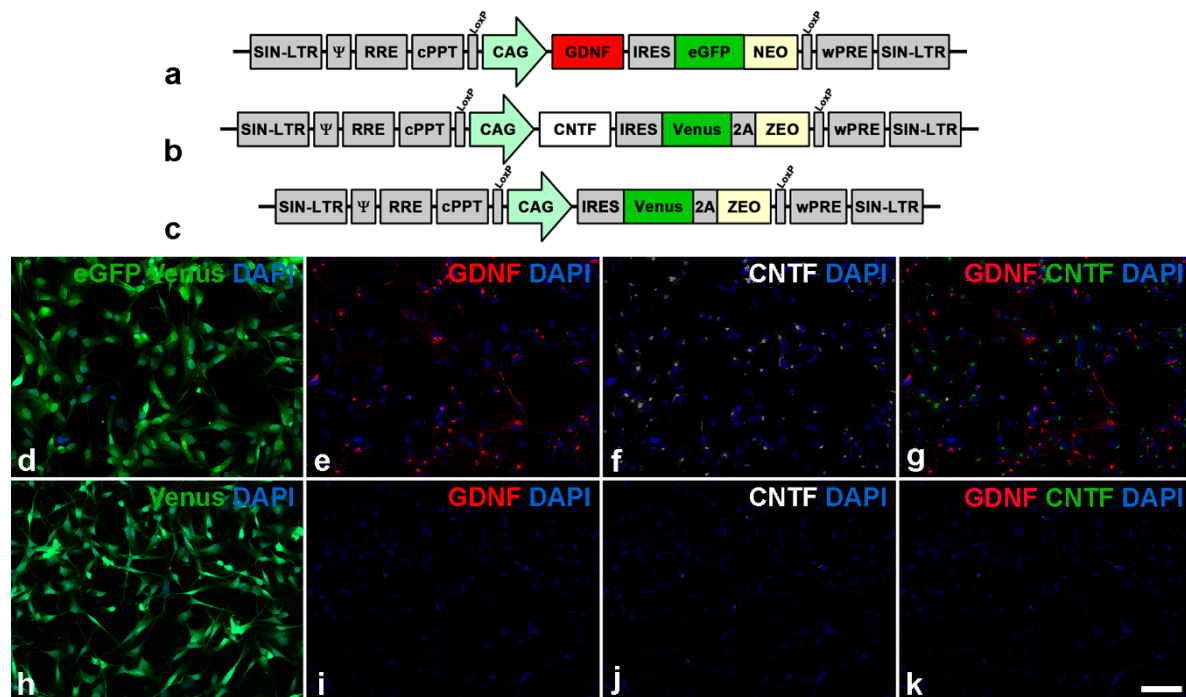 LoxP LoxP
SIN-LTR Ψ RRE cPPT CAG GDNF IRES eGFP NEO wPRE SIN-LTR
a
LoxP LoxP
SIN-LTR Ψ RRE cPPT CAG CNTF IRES Venus 2A ZEO wPRE SIN-LTR
b
LoxP LoxP
SIN-LTR Ψ RRE cPPT CAG IRES Venus 2A ZEO wPRE SIN-LTR
c
eGFP Venus DAPI
d
GDNF DAPI
e
CNTF DAPI
f
GDNF CNTF DAPI
g
Venus DAPI
h
GDNF DAPI
i
CNTF DAPI
j
GDNF CNTF DAPI
k